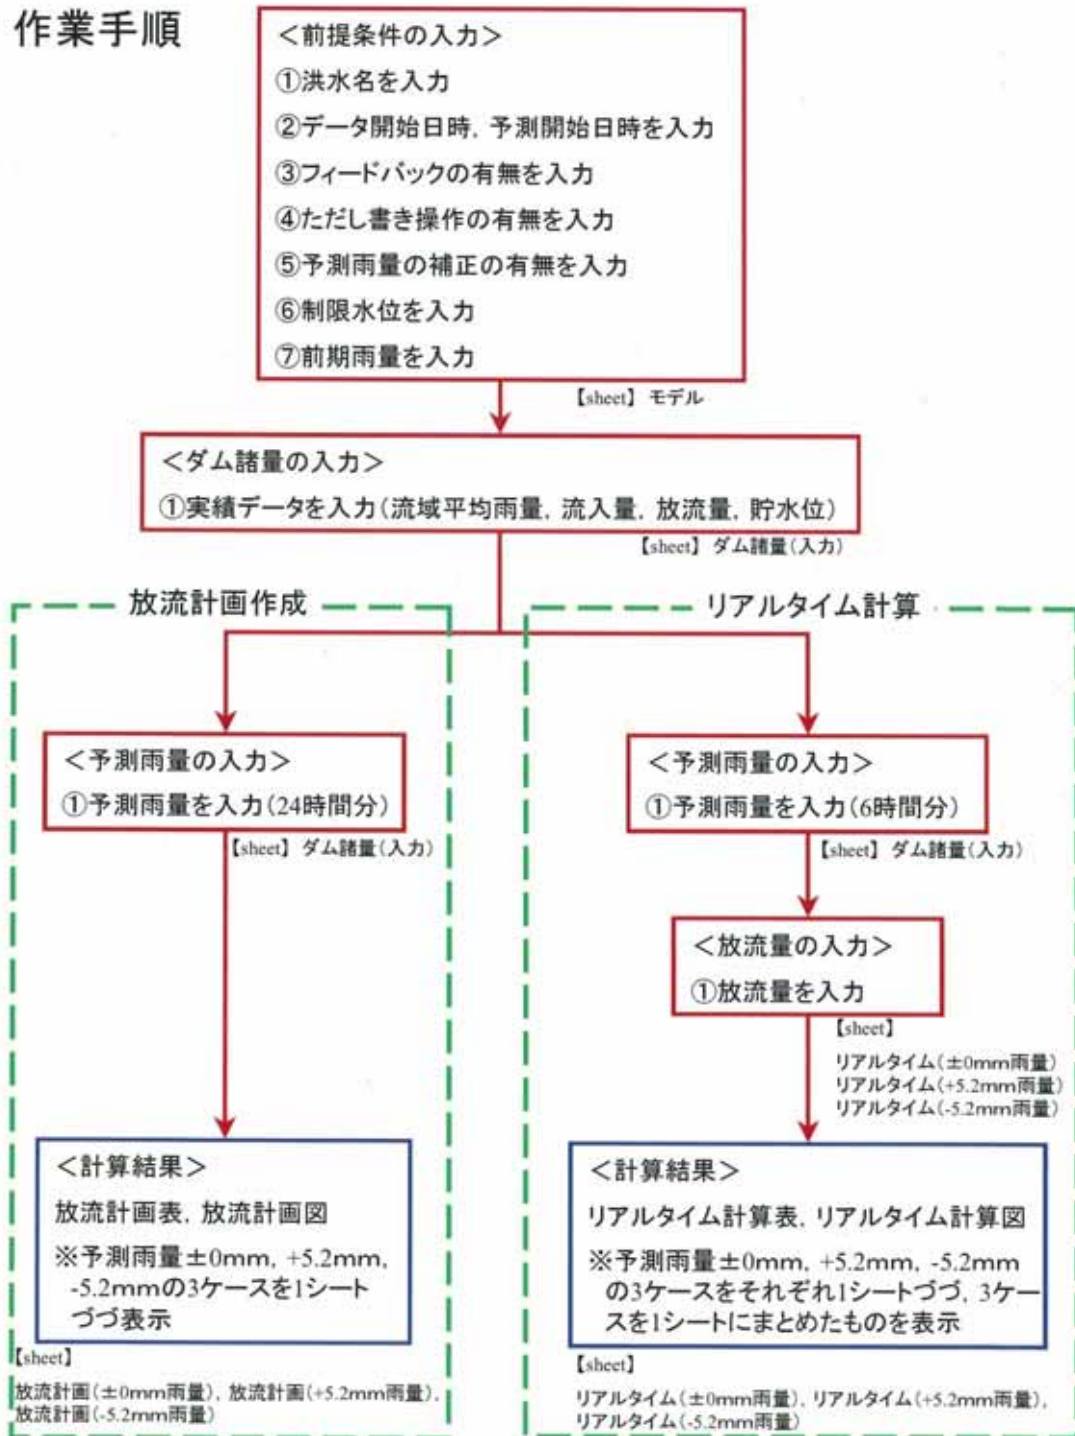 作業手順
＜前提条件の入力＞
①洪水名を入力
②データ開始日時，予測開始日時を入力
③フィードバックの有無を入力
④ただし書き操作の有無を入力
⑤予測雨量の補正の有無を入力
⑥制限水位を入力
⑦前期雨量を入力
【sheet】モデル
＜ダム諸量の入力＞
①実績データを入力（流域平均雨量，流入量，放流量，貯水位）
【sheet】ダム諸量（入力）
放流計画作成
＜予測雨量の入力＞
①予測雨量を入力（24時間分）
【sheet】ダム諸量（入力）
＜計算結果＞
放流計画表，放流計画図
※予測雨量±0mm，+5.2mm，
-5.2mmの3ケースを1シート
づづ表示
【sheet】
放流計画（±0mm雨量），放流計画（+5.2mm雨量），
放流計画（-5.2mm雨量）
リアルタイム計算
＜予測雨量の入力＞
①予測雨量を入力（6時間分）
【sheet】ダム諸量（入力）
＜放流量の入力＞
①放流量を入力
【sheet】
リアルタイム（±0mm雨量）
リアルタイム（+5.2mm雨量）
リアルタイム（-5.2mm雨量）
＜計算結果＞
リアルタイム計算表，リアルタイム計算図
※予測雨量±0mm，+5.2mm，-5.2mm
の3ケースをそれぞれ1シートづづ，3ケー
スを1シートにまとめたものを表示
【sheet】
リアルタイム（±0mm雨量），リアルタイム（+5.2mm雨量），
リアルタイム（-5.2mm雨量）